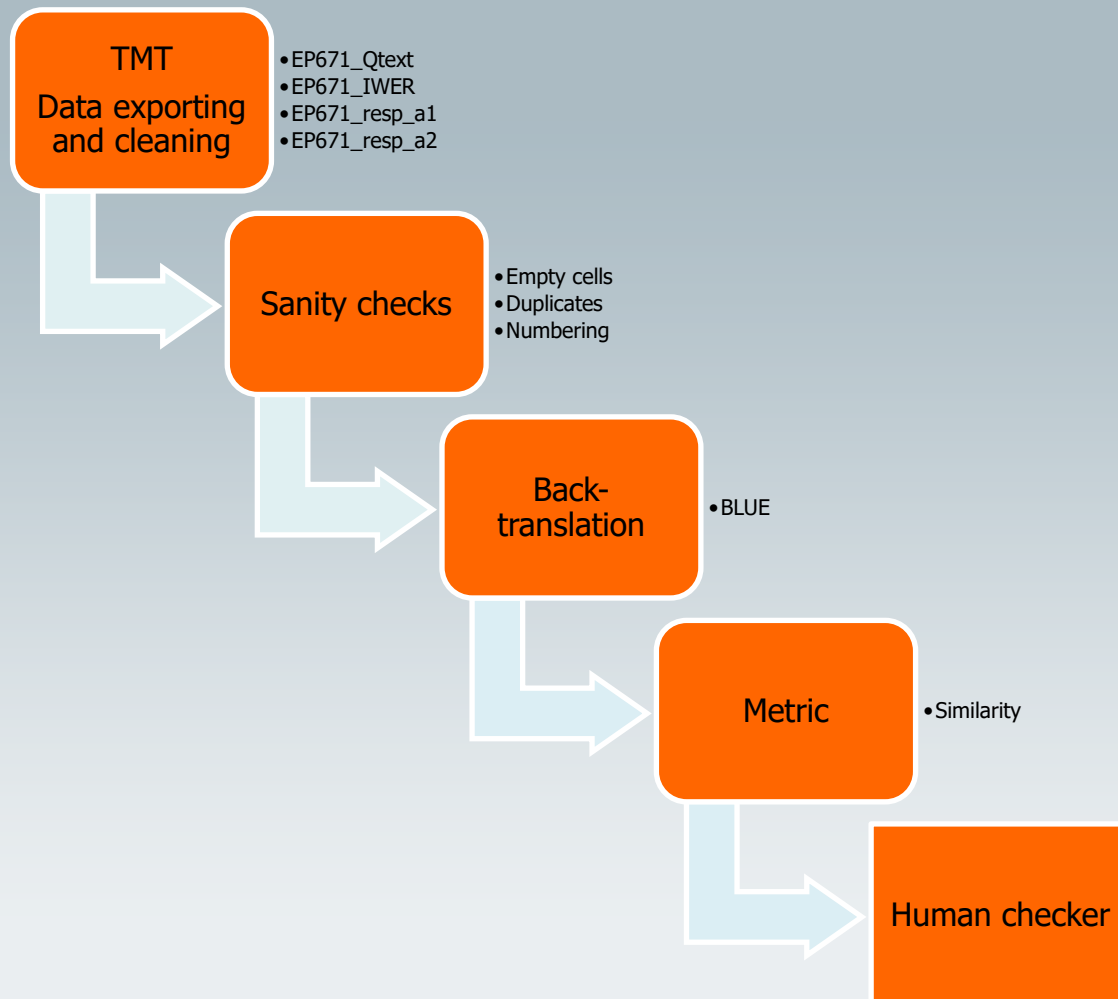 TMT
Data exporting
and cleaning
•EP671_Qtext
•EP671_IWER
•EP671_resp_a1
•EP671_resp_a2
Sanity checks
•Empty cells
•Duplicates
•Numbering
Back-
translation
•BLUE
Metric
•Similarity
Human checker